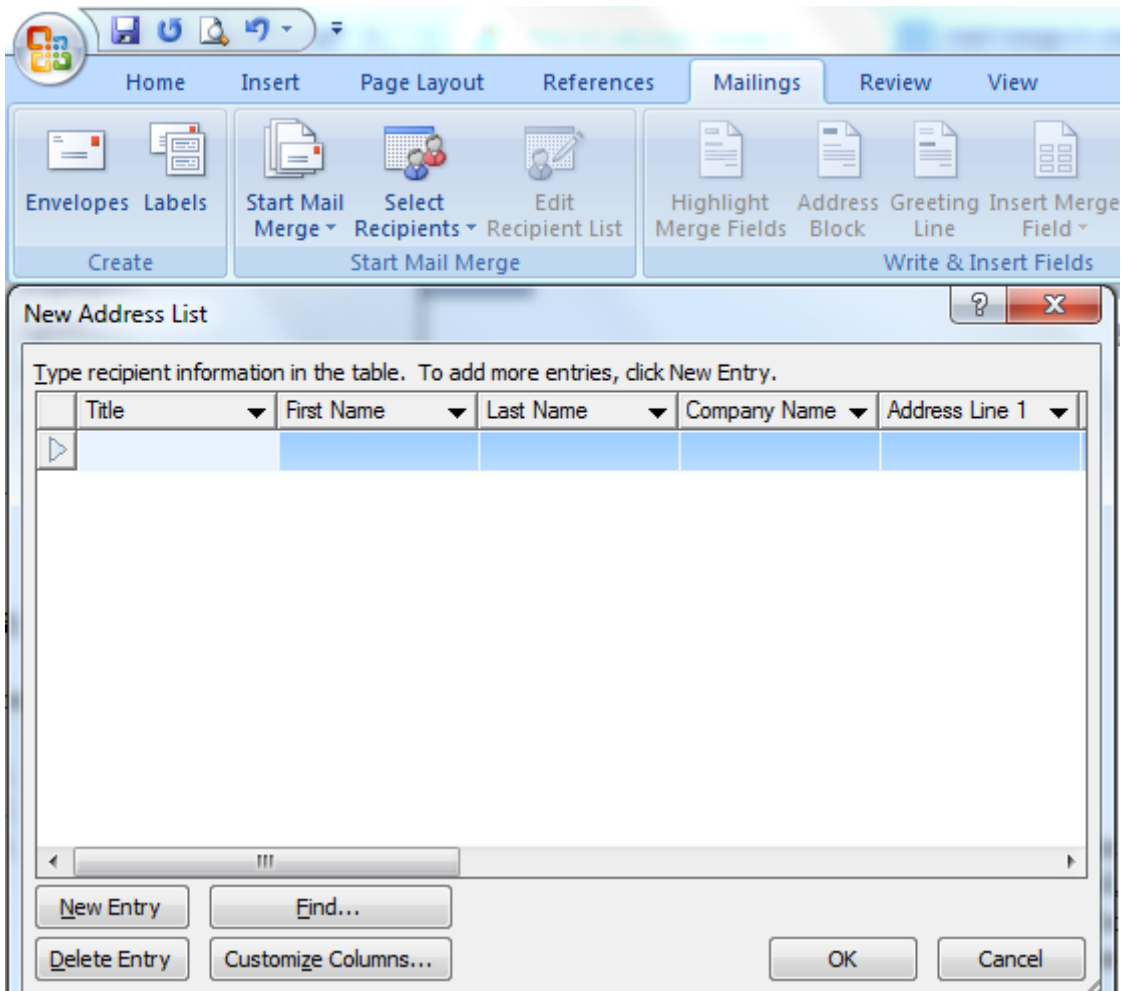 Home Insert Page Layout References Mailings Review View
Envelopes Labels Start Mail Merge Select Recipients Edit Recipient List Highlight Merge Fields Address Block Greeting Line Insert Merge Field
Create Start Mail Merge Write & Insert Fields
New Address List
Type recipient information in the table. To add more entries, click New Entry.
Title First Name Last Name Company Name Address Line 1
New Entry Find...
Delete Entry Customize Columns... OK Cancel